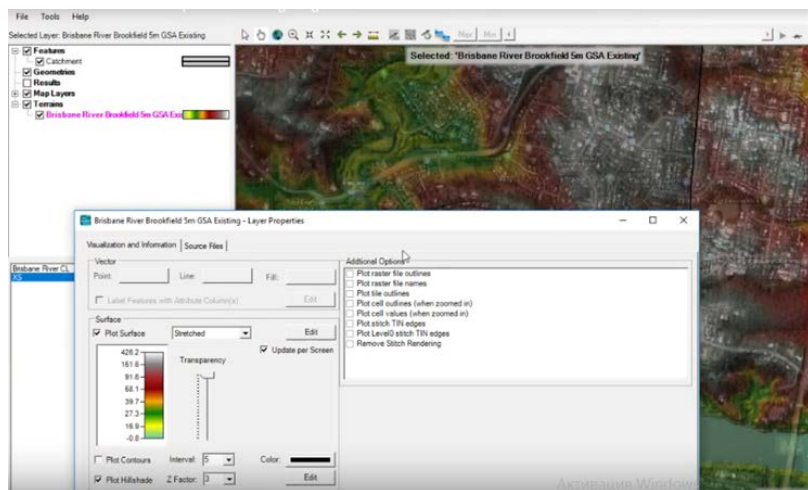 File Tools Help
Selected Layer: Brisbane River Brookfield 5m GSA Existing
Max Min
Selected: 'Brisbane River Brookfield 5m GSA Existing'
Features
Catchment
Geometries
Results
Map Layers
Terrains
Brisbane River Brookfield 5m GSA Exi
Brisbane River CL
XS
Brisbane River Brookfield 5m GSA Existing - Layer Properties
Visualization and Information Source Files
Vector
Point: Line: Fill:
Label Features with Attribute Column(s): Edit
Surface
Plot Surface Stretched Edit
Update per Screen
Transparency
426.2
161.6
91.6
58.1
39.7
27.3
16.9
-0.8
Plot Contours Interval: 5 Color:
Plot Hillshade Z Factor: 3 Edit
Additional Options
Plot raster file outlines
Plot raster file names
Plot tile outlines
Plot cell outlines (when zoomed in)
Plot cell values (when zoomed in)
Plot stitch TIN edges
Plot Level0 stitch TIN edges
Remove Stitch Rendering
Активация Windows